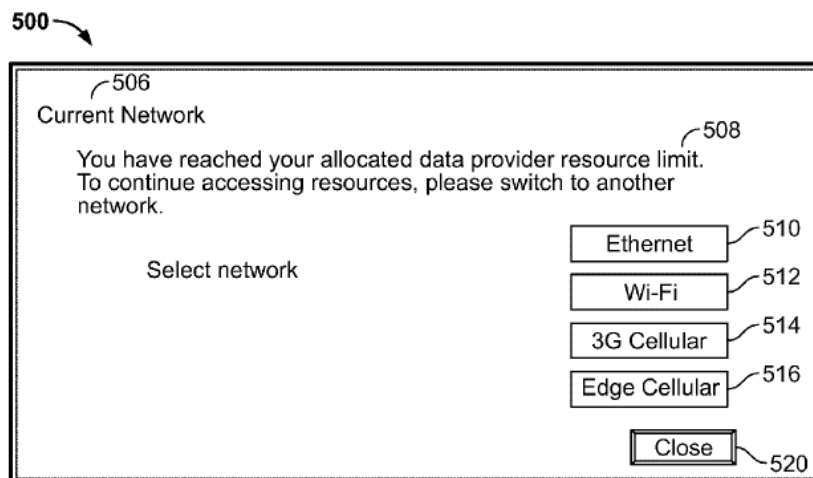 500
506
Current Network
508
You have reached your allocated data provider resource limit.
To continue accessing resources, please switch to another
network.
Select network
Ethernet 510
Wi-Fi 512
3G Cellular 514
Edge Cellular 516
Close 520